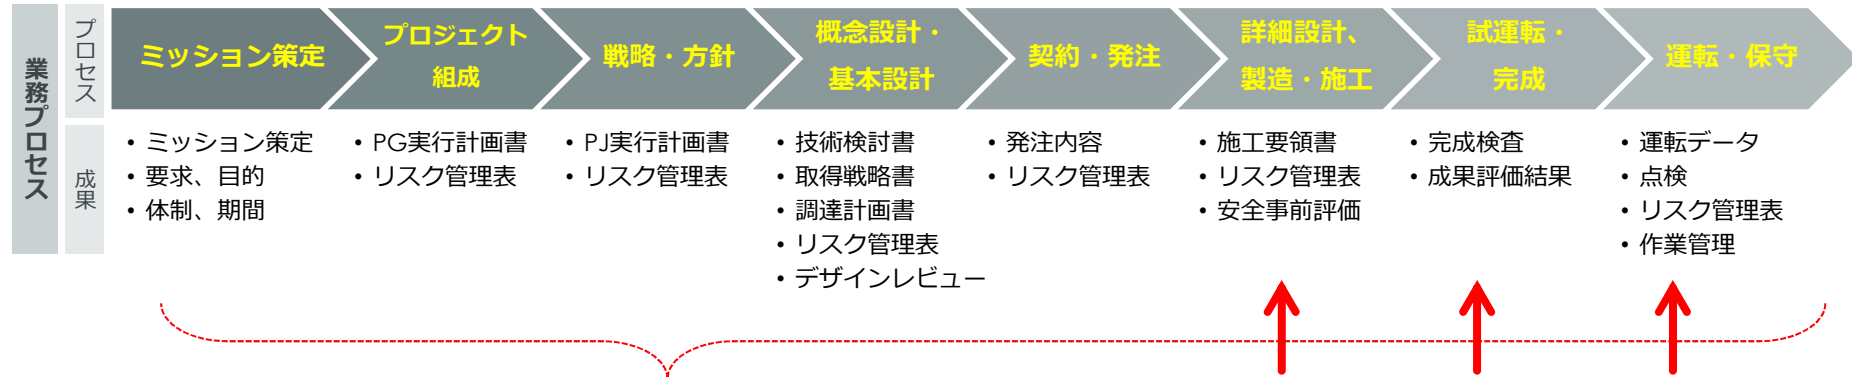 業務プロセス
プロセス
ミッション策定
プロジェクト
組成
戦略・方針
概念設計・
基本設計
契約・発注
詳細設計、
製造・施工
試運転・
完成
運転・保守
成果
• ミッション策定
• 要求、目的
• 体制、期間
• PG実行計画書
• リスク管理表
• PJ実行計画書
• リスク管理表
• 技術検討書
• 取得戦略書
• 調達計画書
• リスク管理表
• デザインレビュー
• 発注内容
• リスク管理表
• 施工要領書
• リスク管理表
• 安全事前評価
• 完成検査
• 成果評価結果
• 運転データ
• 点検
• リスク管理表
• 作業管理